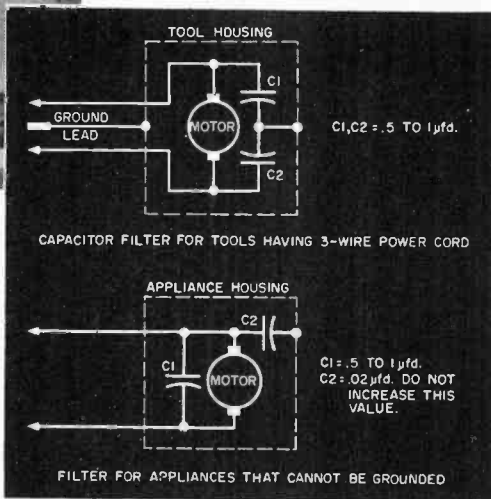 TOOL HOUSING
C1
GROUND
LEAD
MOTOR
C1,C2 = .5 TO 1µfd.
C2
CAPACITOR FILTER FOR TOOLS HAVING 3-WIRE POWER CORD
APPLIANCE HOUSING
C2
C1
MOTOR
C1 = .5 TO 1µfd.
C2 = .02µfd. DO NOT
INCREASE THIS
VALUE.
FILTER FOR APPLIANCES THAT CANNOT BE GROUNDED